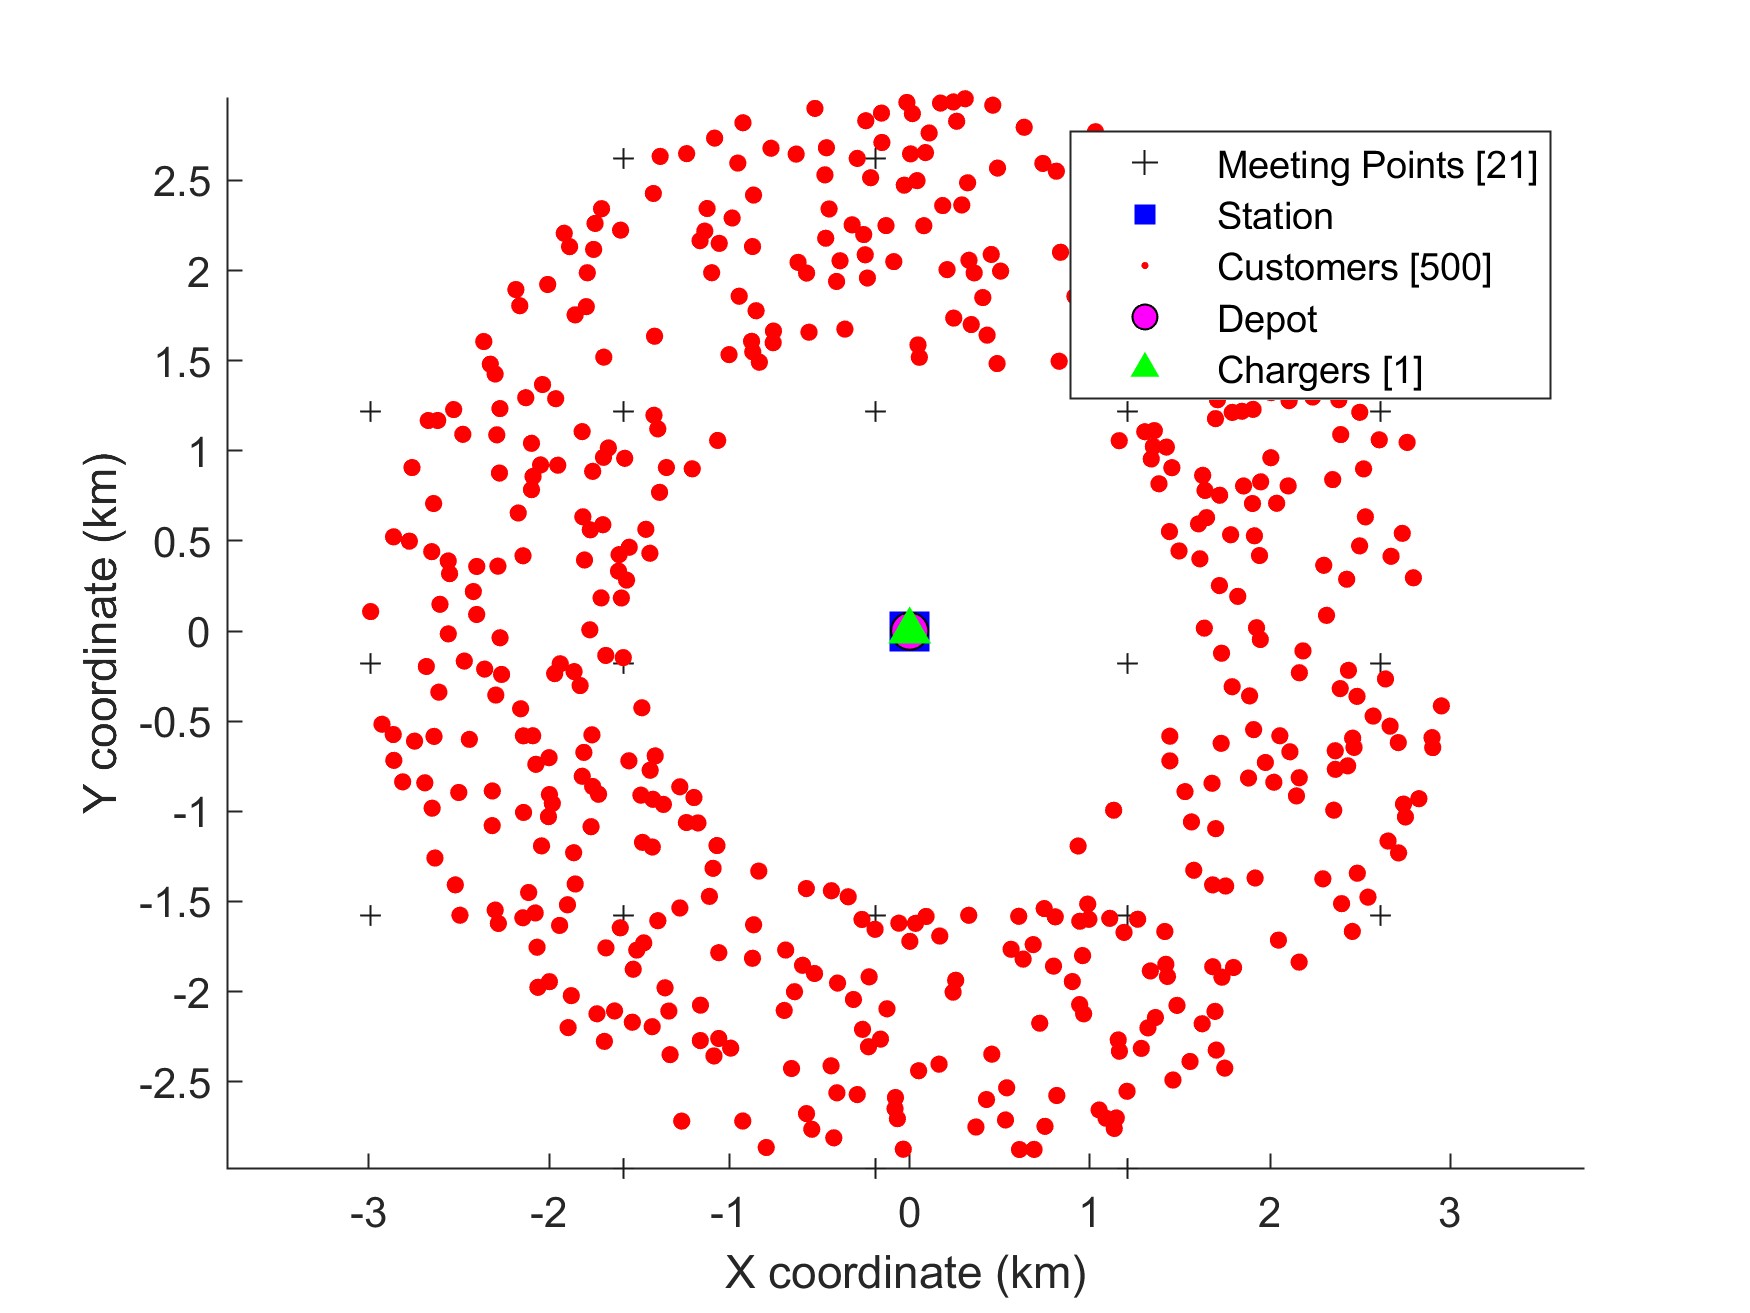 Meeting Points [21]
Station
Customers [500]
Depot
Chargers [1]
Y coordinate (km)
2.5
2
1.5
1
0.5
0
-0.5
-1
-1.5
-2
-2.5
-3
-2
-1
0
1
2
3
X coordinate (km)